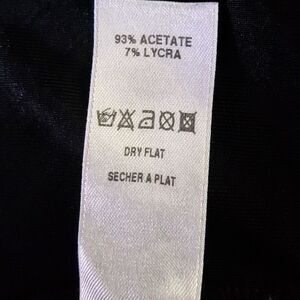 93% ACETATE
7% LYCRA
DRY FLAT
SECHER A PLAT